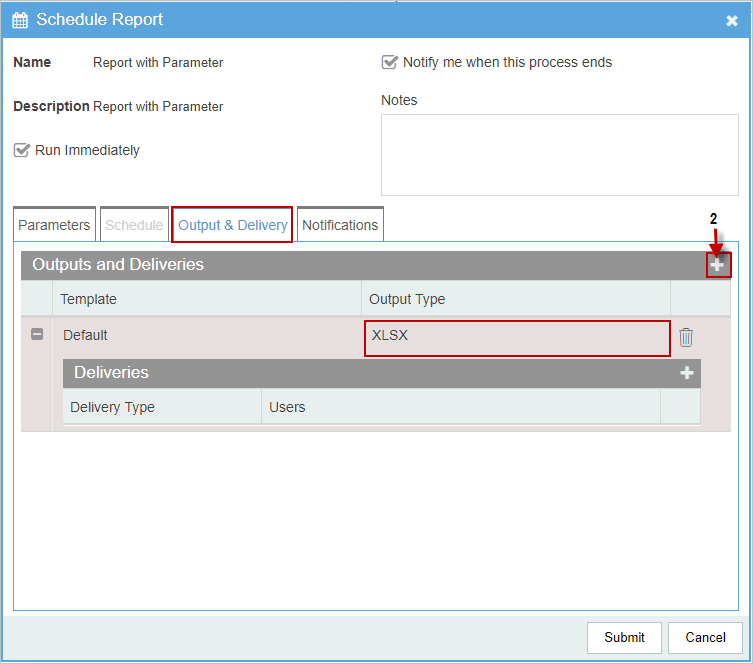 Schedule Report
Name Report with Parameter
Notify me when this process ends
Description Report with Parameter
Notes
Run Immediately
Parameters Schedule Output & Delivery Notifications
2
Outputs and Deliveries
Template Output Type
Default XLSX
Deliveries
Delivery Type Users
Submit Cancel